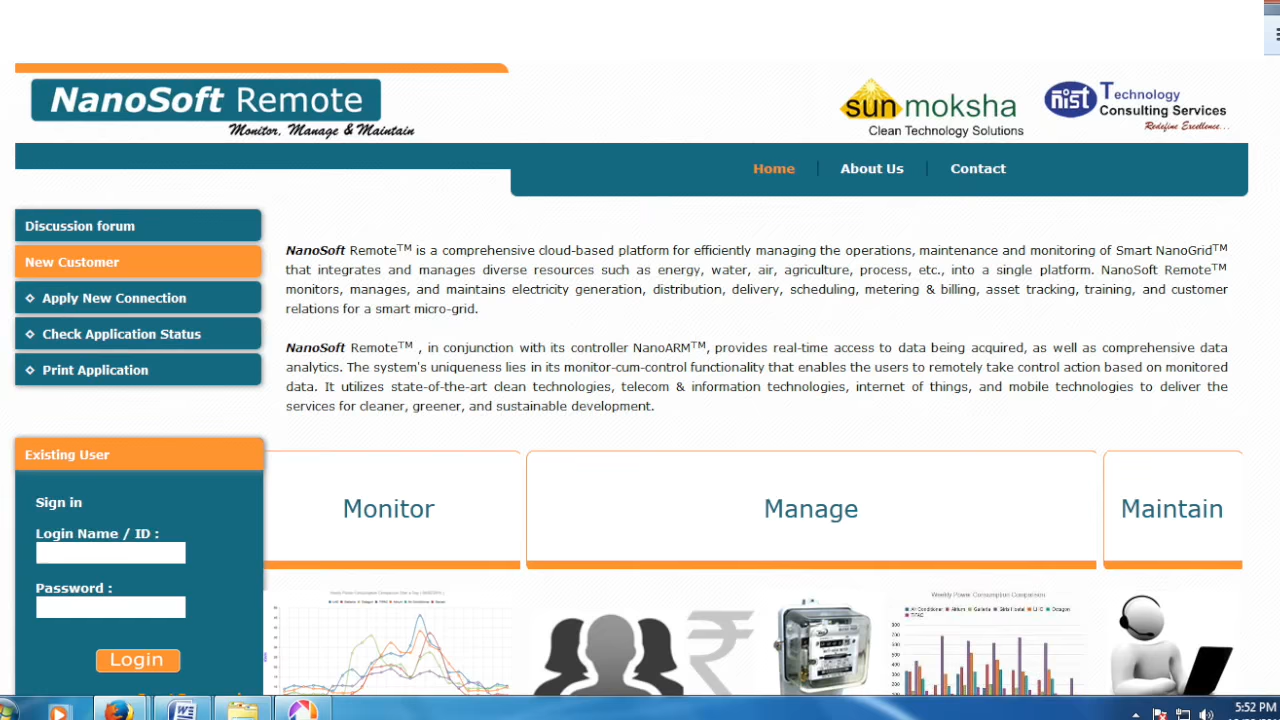 NanoSoft Remote
Monitor, Manage & Maintain
sun moksha
Clean Technology Solutions
nist Technology
Consulting Services
Redefine Excellence...
Home
About Us
Contact
Discussion forum
New Customer
Apply New Connection
Check Application Status
Print Application
NanoSoft Remote™ is a comprehensive cloud-based platform for efficiently managing the operations, maintenance and monitoring of Smart NanoGrid™
that integrates and manages diverse resources such as energy, water, air, agriculture, process, etc., into a single platform. NanoSoft Remote™
monitors, manages, and maintains electricity generation, distribution, delivery, scheduling, metering & billing, asset tracking, training, and customer
relations for a smart micro-grid.
NanoSoft Remote™ , in conjunction with its controller NanoARM™, provides real-time access to data being acquired, as well as comprehensive data
analytics. The system's uniqueness lies in its monitor-cum-control functionality that enables the users to remotely take control action based on monitored
data. It utilizes state-of-the-art clean technologies, telecom & information technologies, internet of things, and mobile technologies to deliver the
services for cleaner, greener, and sustainable development.
Existing User
Sign in
Login Name / ID :
Password :
Login
Monitor
Manage
Maintain
Weekly Power Consumption Comparison
800
700
600
500
400
300
200
100
5:52 PM